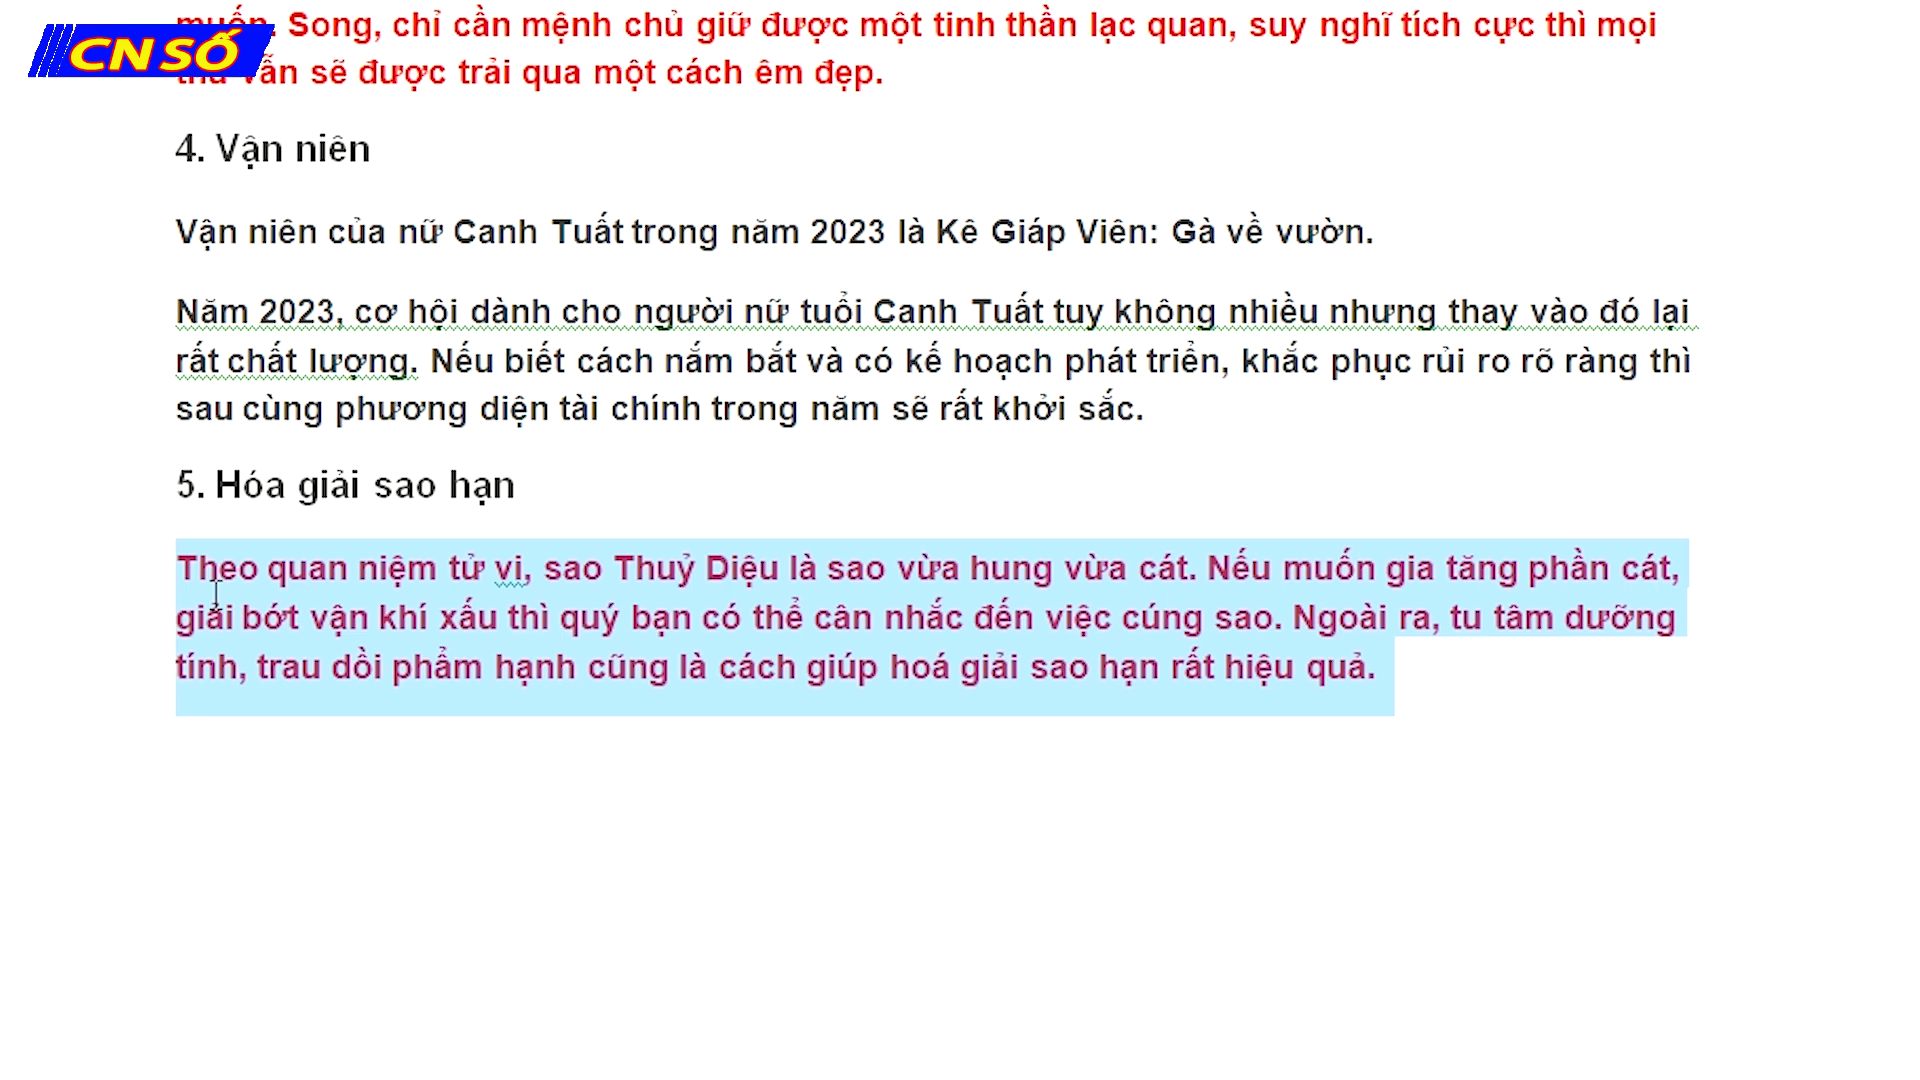 muốn. Song, chỉ cần mệnh chủ giữ được một tinh thần lạc quan, suy nghĩ tích cực thì mọi
CN SỐ
vẫn sẽ được trải qua một cách êm đẹp.
4. Vận niên
Vận niên của nữ Canh Tuất trong năm 2023 là Kê Giáp Viên: Gà về vườn.
Năm 2023, cơ hội dành cho người nữ tuổi Canh Tuất tuy không nhiều nhưng thay vào đó lại
rất chất lượng. Nếu biết cách nắm bắt và có kế hoạch phát triển, khắc phục rủi ro rõ ràng thì
sau cùng phương diện tài chính trong năm sẽ rất khởi sắc.
5. Hóa giải sao hạn
Theo quan niệm tử vi, sao Thuỷ Diệu là sao vừa hung vừa cát. Nếu muốn gia tăng phần cát,
giải bớt vận khí xấu thì quý bạn có thể cân nhắc đến việc cúng sao. Ngoài ra, tu tâm dưỡng
tính, trau dồi phẩm hạnh cũng là cách giúp hoá giải sao hạn rất hiệu quả.